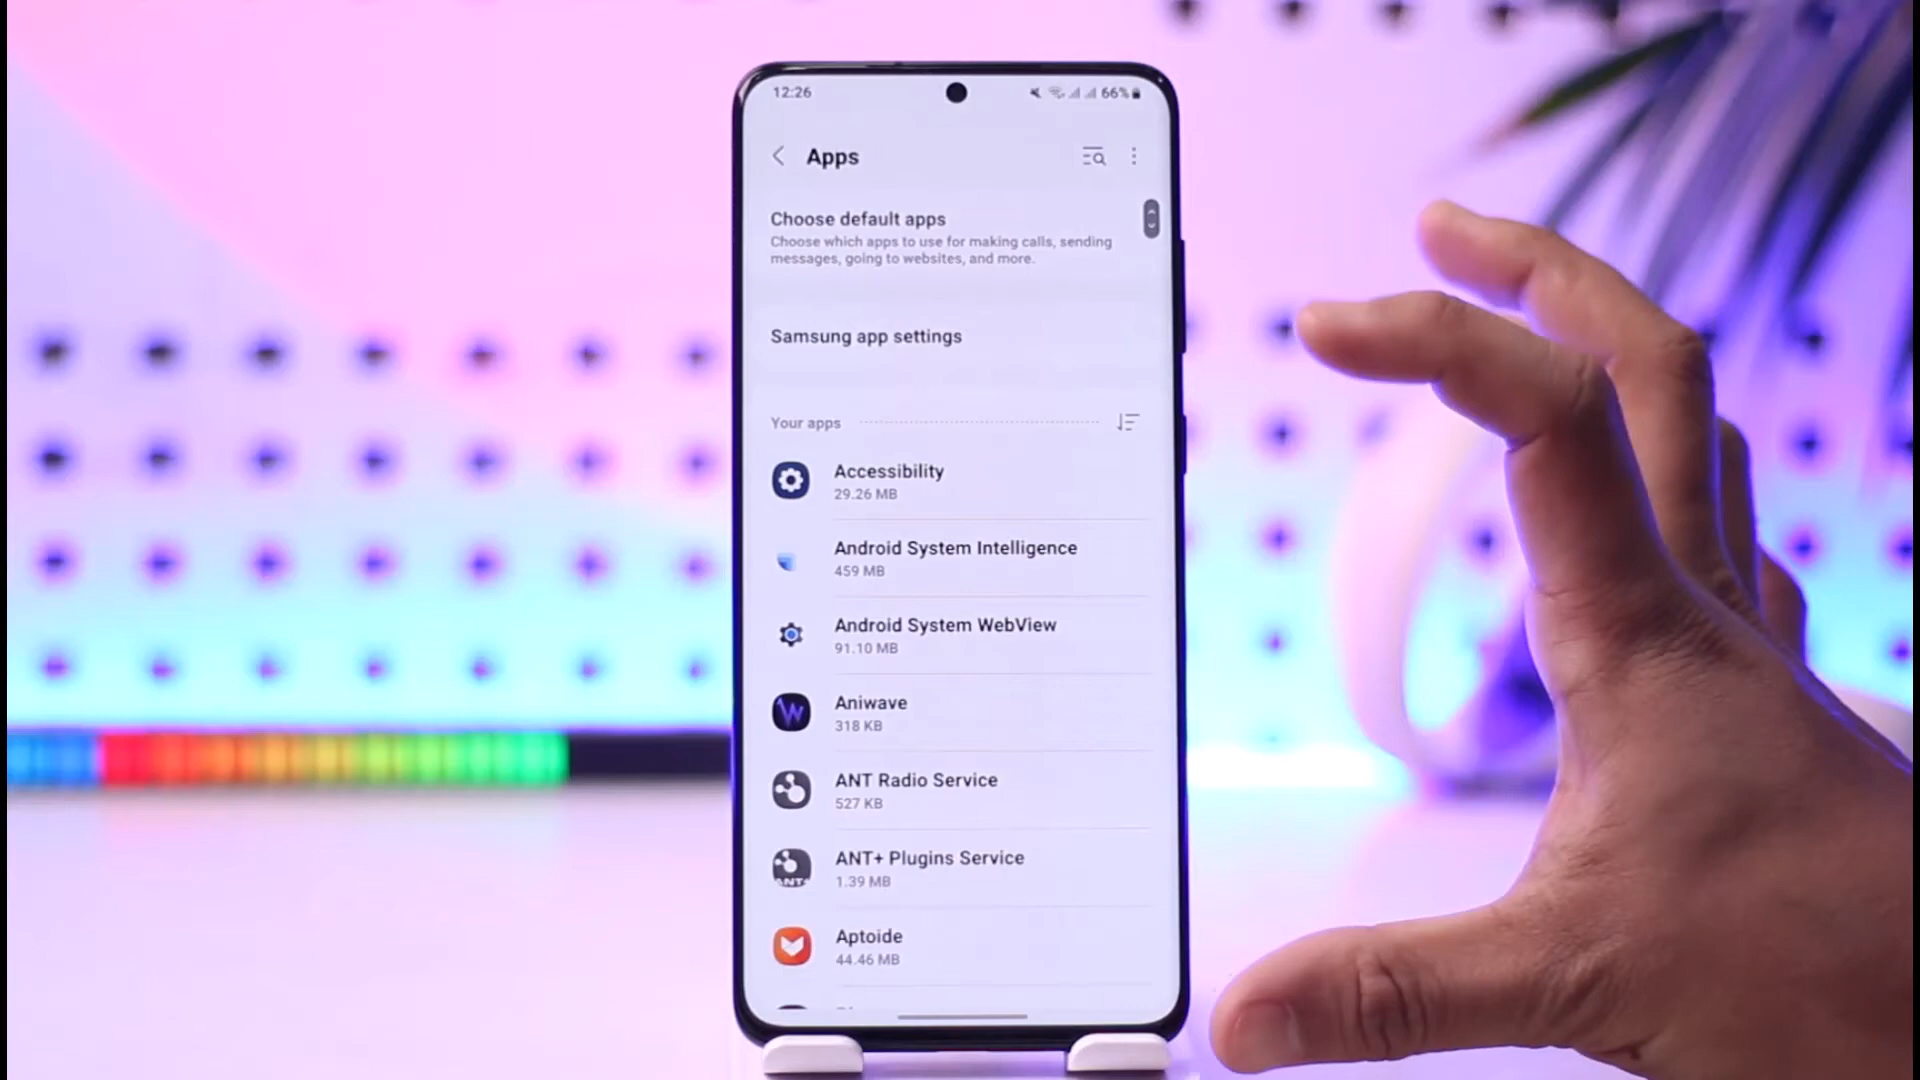 12:26
66%
Apps
Choose default apps
Choose which apps to use for making calls, sending
messages, going to websites, and more.
Samsung app settings
Your apps
Accessibility
29.26 MB
Android System Intelligence
459 MB
Android System WebView
91.10 MB
Aniwave
318 KB
ANT Radio Service
527 KB
ANT+ Plugins Service
1.39 MB
ANT+
Aptoide
44.46 MB